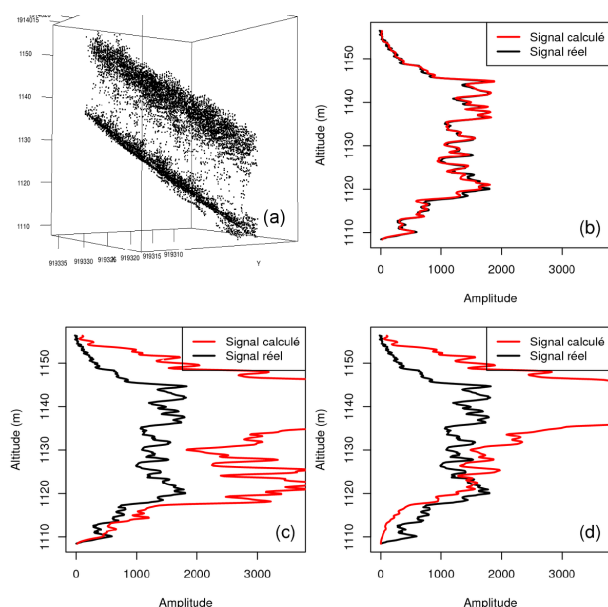 1914015
1150
1140
1130
1120
1110
919335
919330
919320
919315
919310
Y
(a)
Signal calculé
Signal réel
Altitude (m)
1150
1140
1120
1110
0
1000
2000
3000
Amplitude
(b)
Signal calculé
Signal réel
Altitude (m)
1150
1140
1130
1120
1110
0
1000
2000
3000
Amplitude
(c)
Signal calculé
Signal réel
Altitude (m)
1150
1140
1130
1120
1110
0
1000
2000
3000
Amplitude
(d)